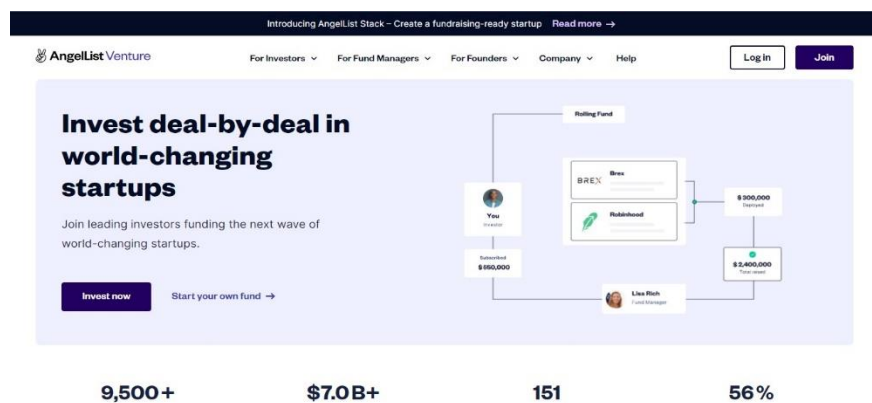 Introducing AngelList Stack – Create a fundraising-ready startup Read more →
AngelList Venture
For Investors
For Fund Managers
For Founders
Company
Help
Log in
Join
Invest deal-by-deal in
world-changing
startups
Join leading investors funding the next wave of
world-changing startups.
Invest now
Start your own fund →
Rolling Fund
You
Investor
Subscribed
$650,000
BREX
Brex
Robinhood
$300,000
Deployed
$2,400,000
Total raised
Lisa Rich
Fund Manager
9,500+
$7.0B+
151
56%